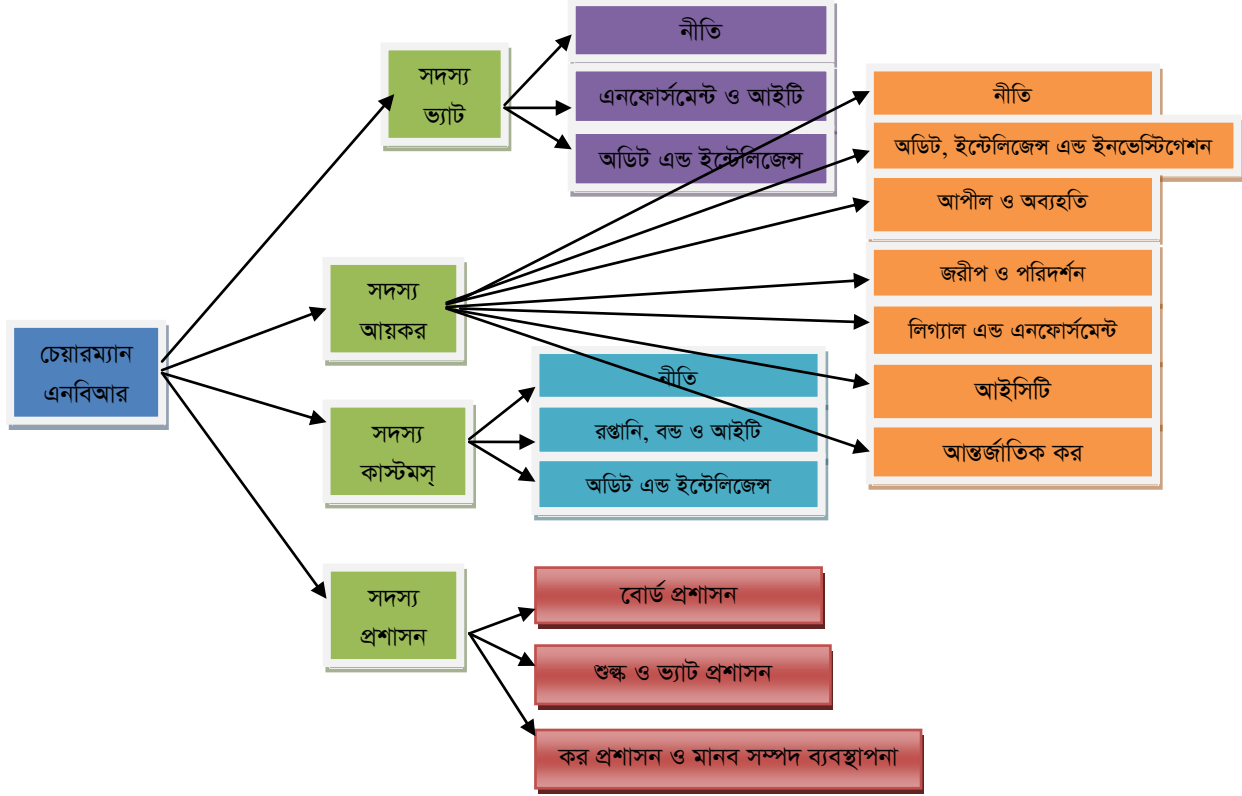 চেয়ারম্যান
এনবিআর
সদস্য
ভ্যাট
নীতি
এনফোর্সমেন্ট ও আইটি
অডিট এন্ড ইন্টেলিজেন্স
সদস্য
আয়কর
নীতি
অডিট, ইন্টেলিজেন্স এন্ড ইনভেস্টিগেশন
আপীল ও অব্যহতি
জরীপ ও পরিদর্শন
লিগ্যাল এন্ড এনফোর্সমেন্ট
আইসিটি
আন্তর্জাতিক কর
সদস্য
কাস্টমস্
নীতি
রপ্তানি, বন্ড ও আইটি
অডিট এন্ড ইন্টেলিজেন্স
সদস্য
প্রশাসন
বোর্ড প্রশাসন
শুল্ক ও ভ্যাট প্রশাসন
কর প্রশাসন ও মানব সম্পদ ব্যবস্থাপনা